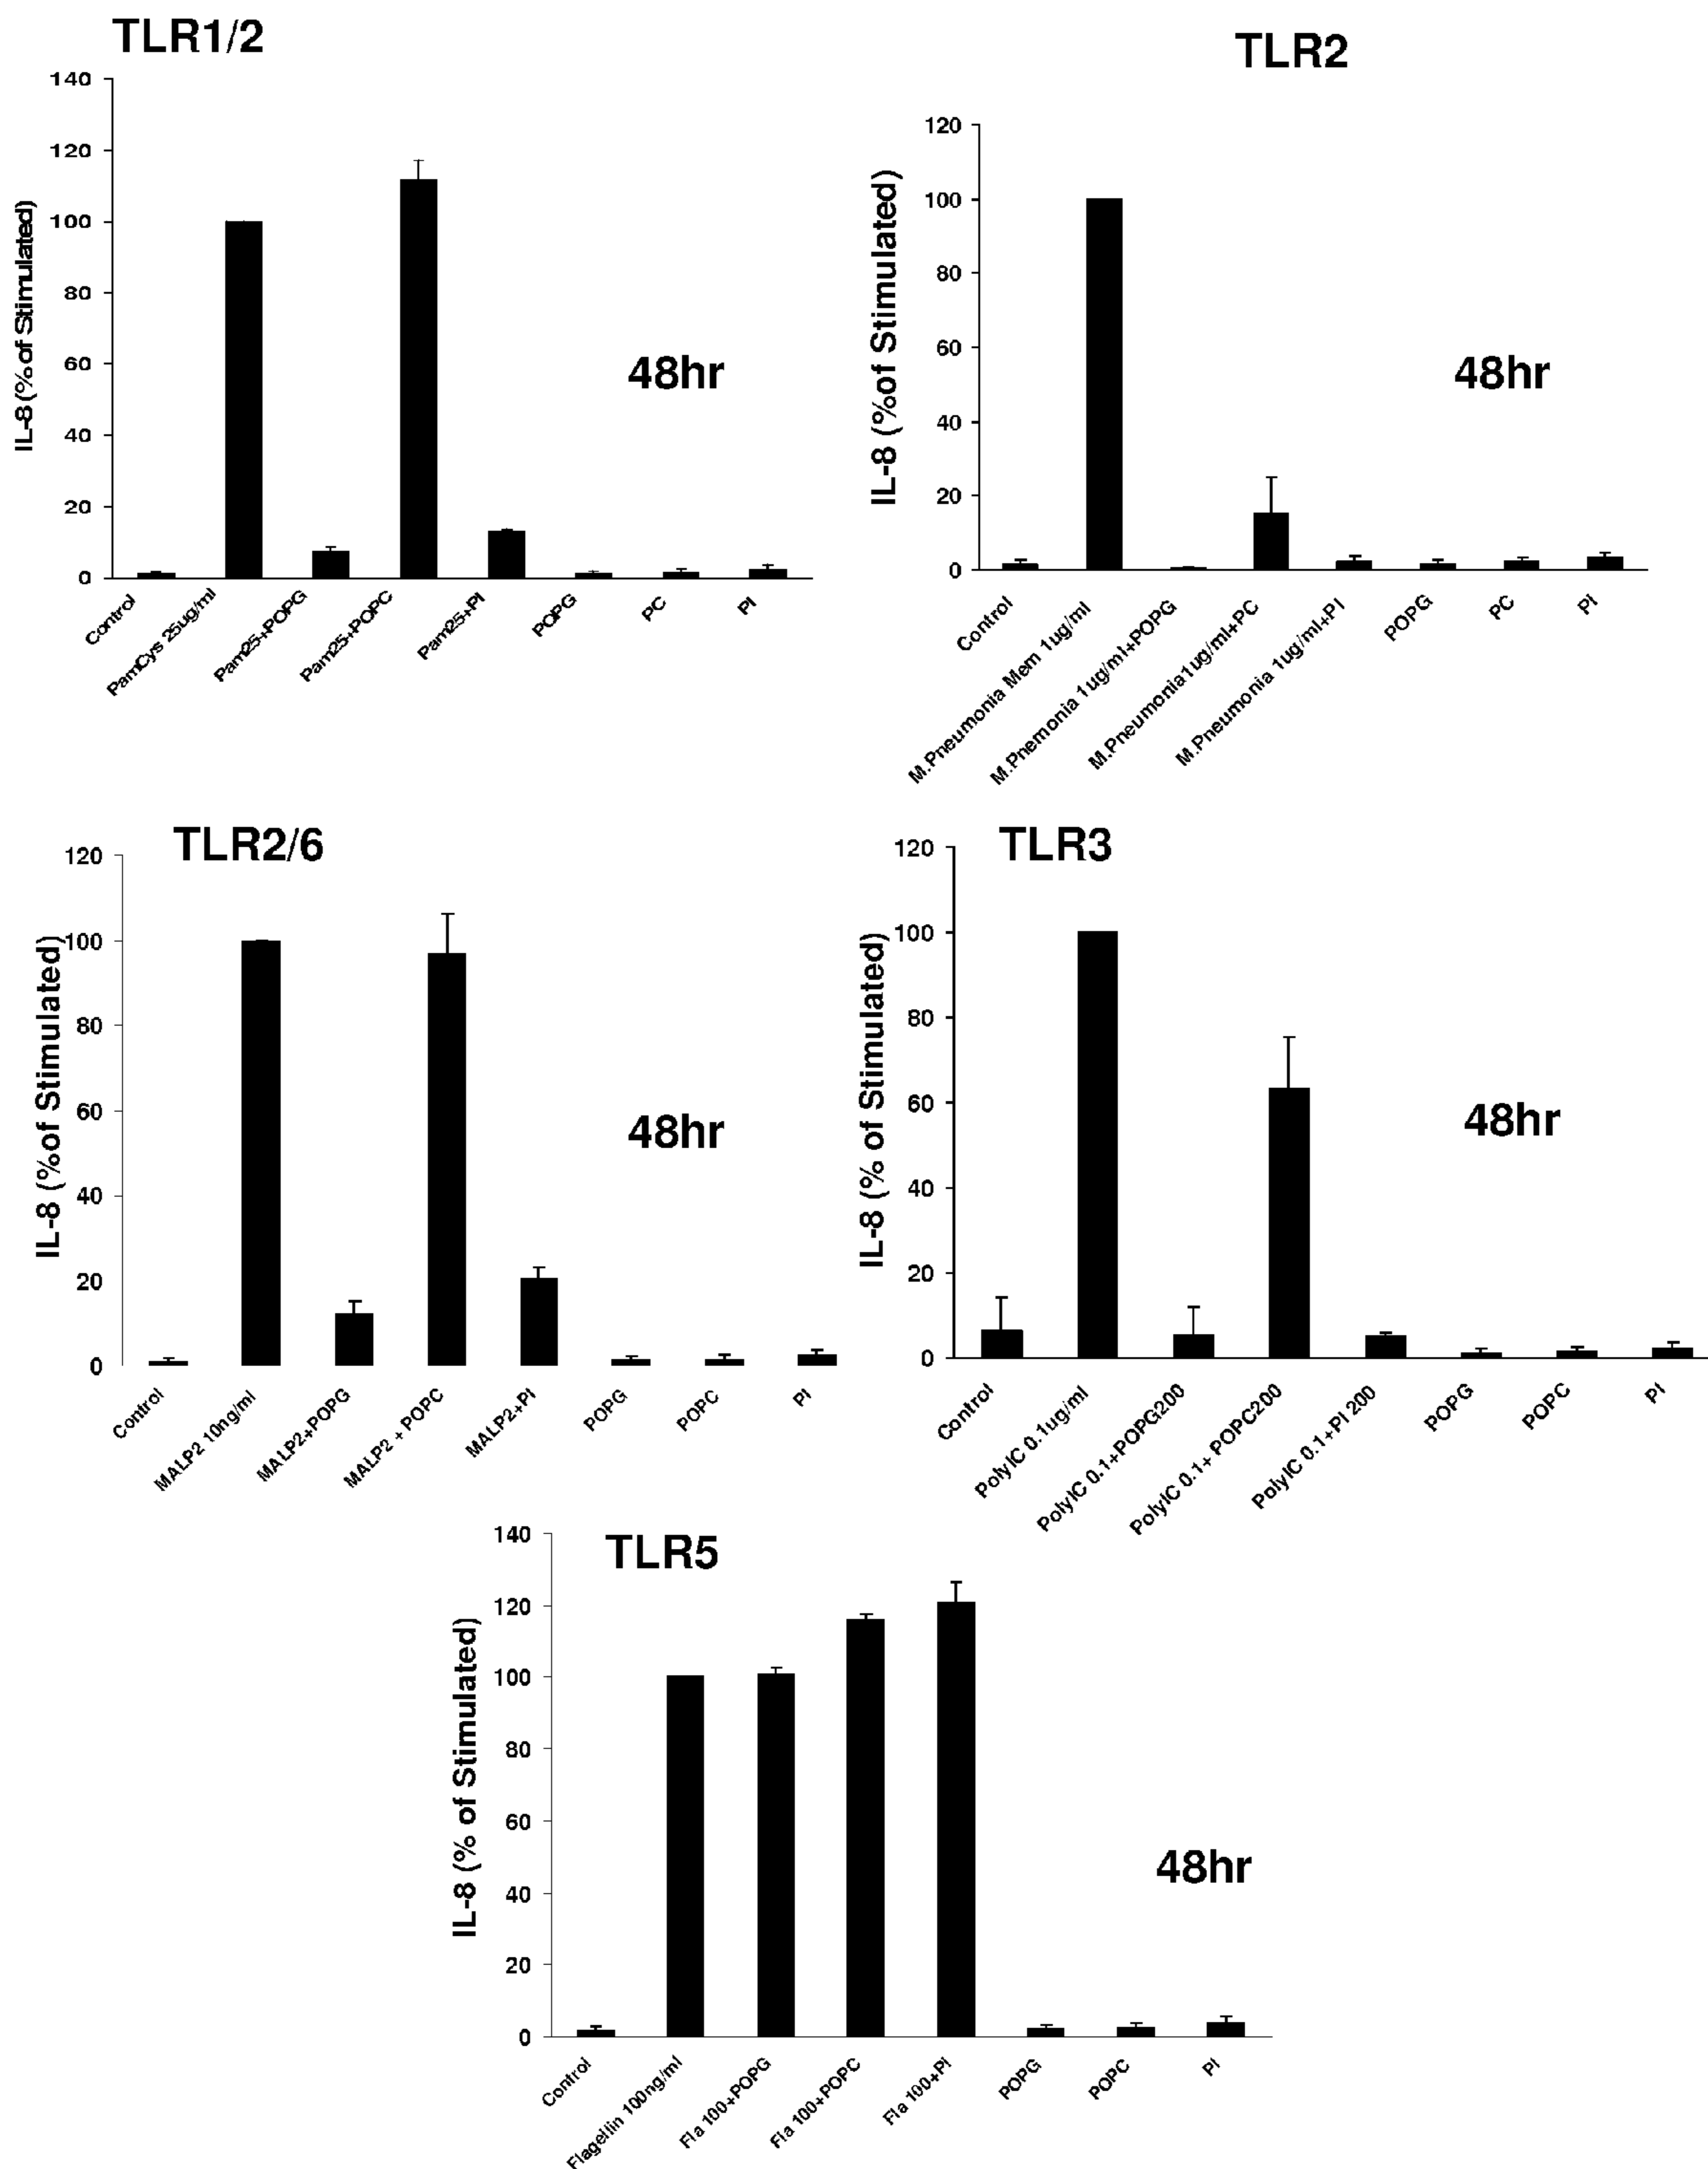 TLR1/2
140
120
100
80
60
40
20
0
IL-8 (% of Stimulated)
48hr
Control
PamCys 25ug/ml
Pam25+POPG
Pam25+POPC
Pam25+PI
POPG
PC
PI
TLR2
120
100
80
60
40
20
0
IL-8 (%of Stimulated)
48hr
Control
M.Pneumonia Mem 1ug/ml
M.Pnemonia 1ug/ml+POPG
M.Pneumonia1ug/ml+PC
M.Pneumonia 1ug/ml+PI
POPG
PC
PI
TLR2/6
120
100
80
60
40
20
0
IL-8 (%of Stimulated)
48hr
Control
MALP2 10ng/ml
MALP2+POPG
MALP2 + POPC
MALP2+PI
POPG
POPC
PI
TLR3
120
100
80
60
40
20
0
IL-8 (% of Stimulated)
48hr
Control
PolyIC 0.1ug/ml
PolyIC 0.1+POPG200
PolyIC 0.1+ POPC200
PolyIC 0.1+PI 200
POPG
POPC
PI
TLR5
140
120
100
80
60
40
20
0
IL-8 (% of Stimulated)
48hr
Control
Flagellin 100ng/ml
Fla 100+POPG
Fla 100+POPC
Fla 100+PI
POPG
POPC
PI